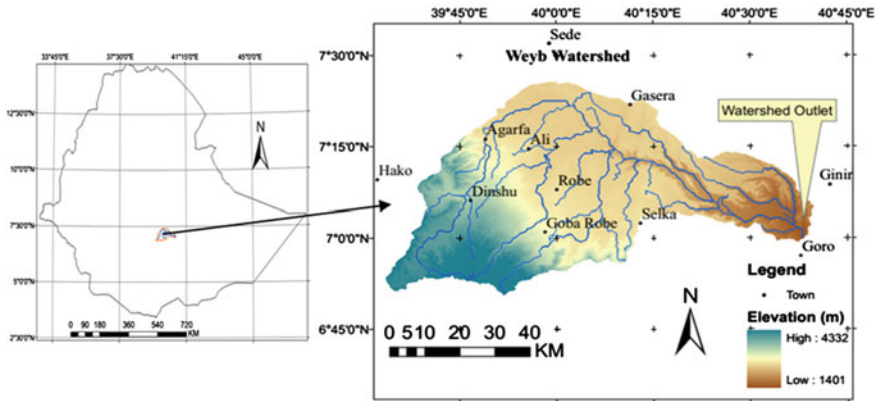 33°45'0"E 37°30'0"E 41°15'0"E 45°0'0"E
12°30'0"N
10°0'0"N
7°30'0"N
5°0'0"N
2°30'0"N
N
0 90 180 360 540 720
KM
39°45'0"E 40°0'0"E 40°15'0"E 40°30'0"E 40°45'0"E
7°30'0"N
7°15'0"N
7°0'0"N
6°45'0"N
Sede
Weyb Watershed
Gasera
Watershed Outlet
Agarfa
Ali
Hako
Ginir
Dinshu
Robe
Goba Robe
Selka
Goro
N
0 5 10 20 30 40
KM
Legend
Town
Elevation (m)
High : 4332
Low : 1401